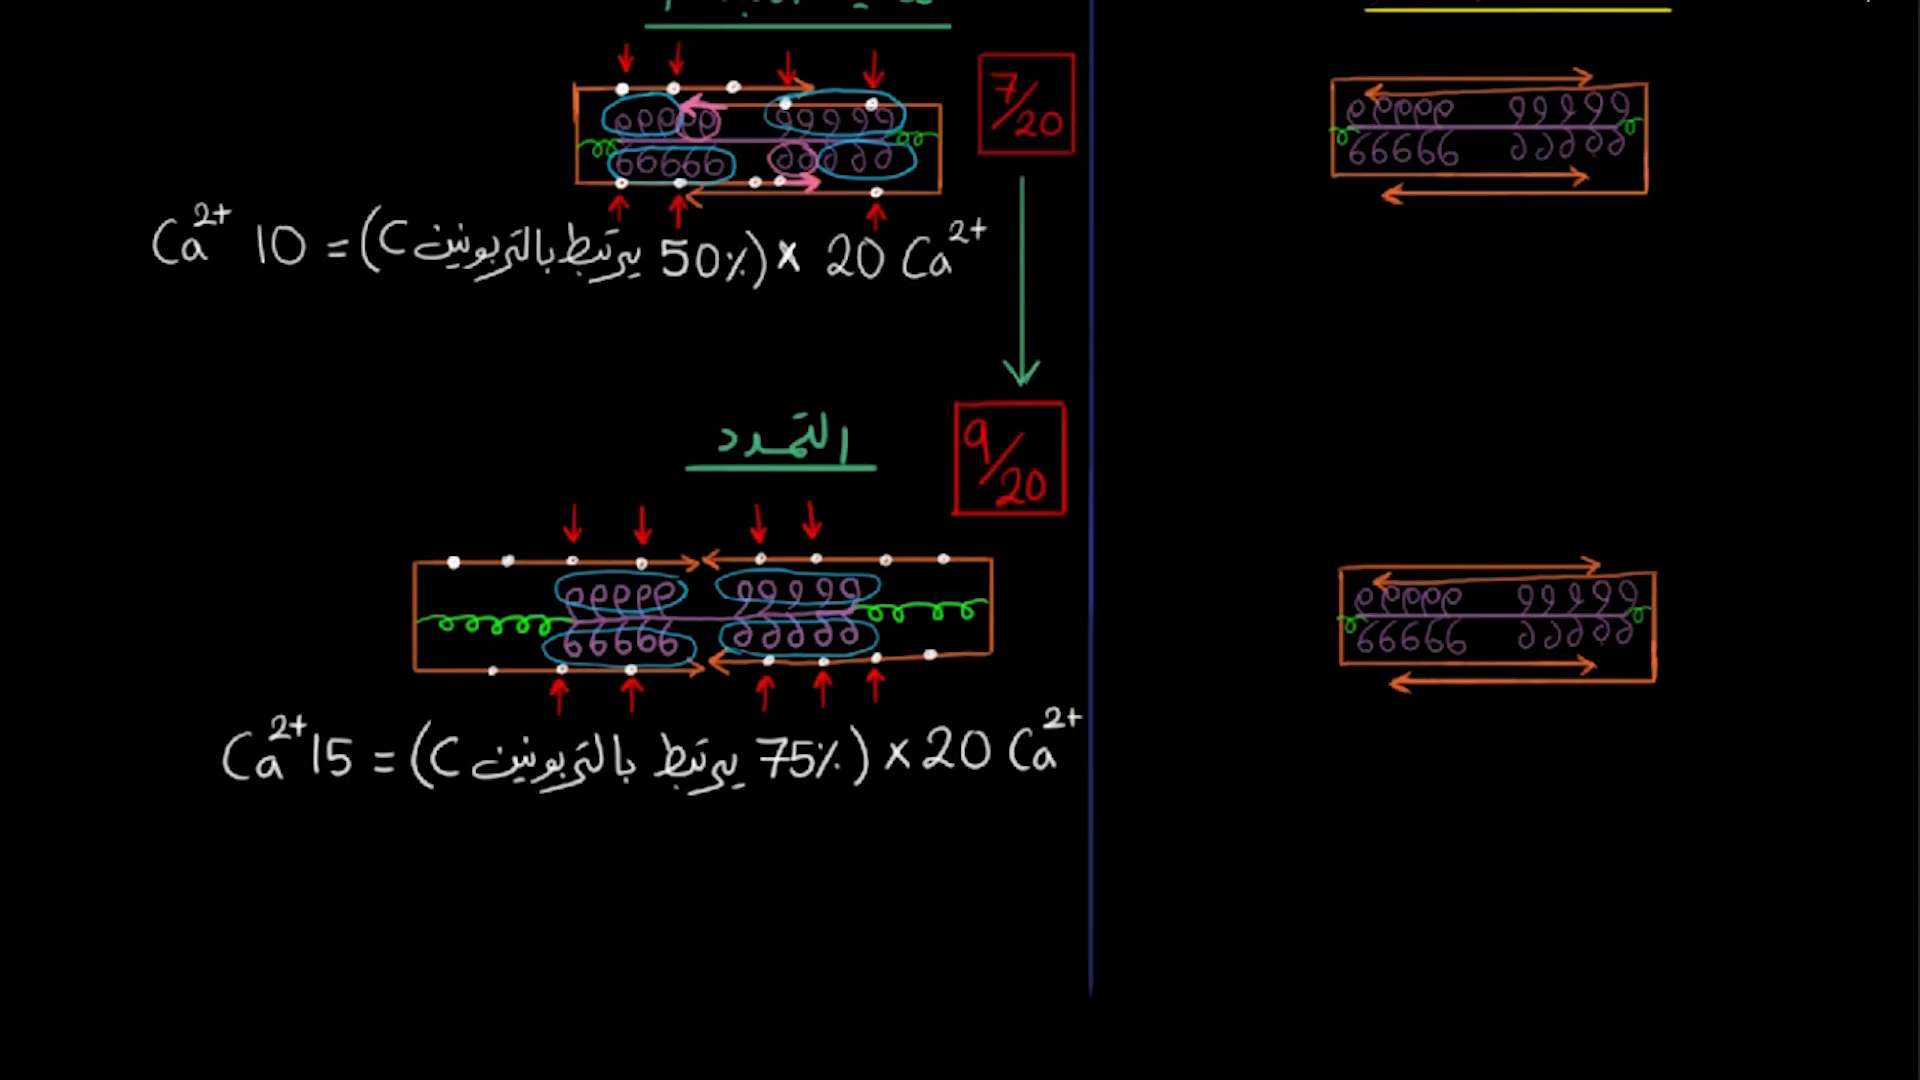 7/20
Ca²⁺ 10 = (C يرتبط بالتربونين 50٪) × 20 Ca²⁺
التمدد
9/20
Ca²⁺ 15 = (C يرتبط بالتربونين 75٪) × 20 Ca²⁺